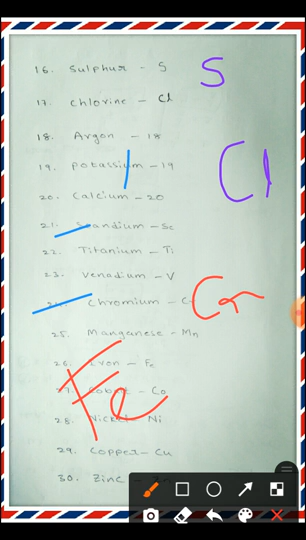 16. Sulphur - S
S
17. Chlorine - Cl
18. Argon - 18
19. Potassium - 19
Cl
20. Calcium - 20
21. Scandium - Sc
22. Titanium - Ti
23. Venadium - V
24. Chromium - Cr
Cr
25. Manganese - Mn
26. Iron - Fe
Fe
27. Cobalt - Co
28. Nickel - Ni
29. Copper - Cu
30. Zinc